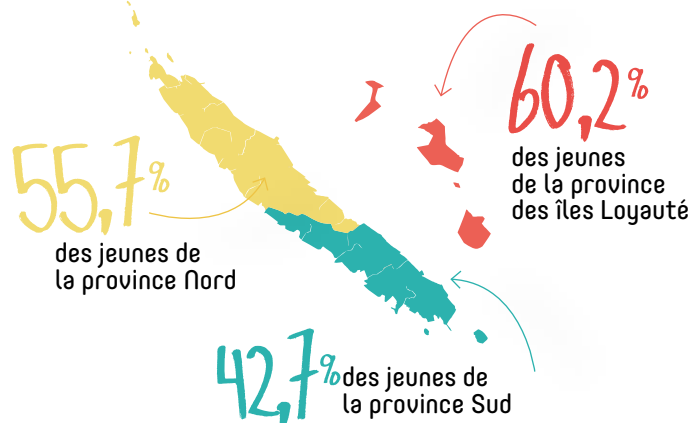 60,2%
des jeunes
de la province
des îles Loyauté
55,7%
des jeunes de
la province Nord
42,7%
des jeunes de
la province Sud